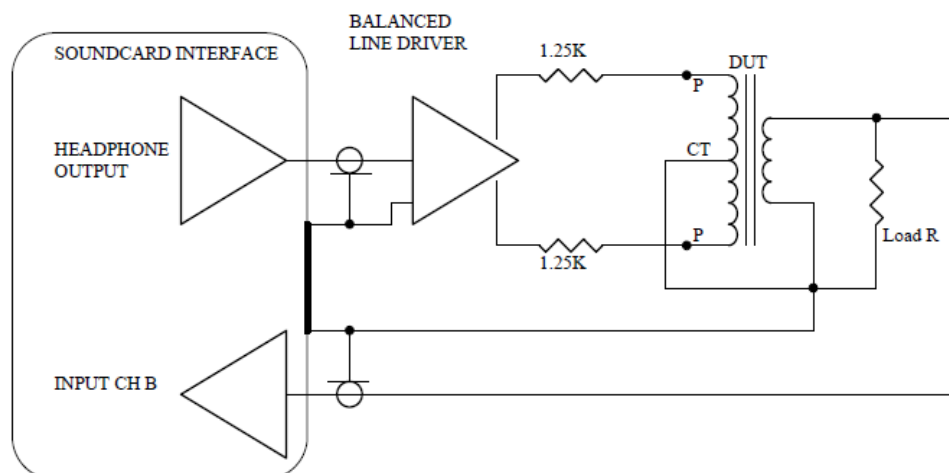 BALANCED
LINE DRIVER
SOUNDCARD INTERFACE
1.25K
DUT
P
HEADPHONE
OUTPUT
CT
P
1.25K
Load R
INPUT CH B